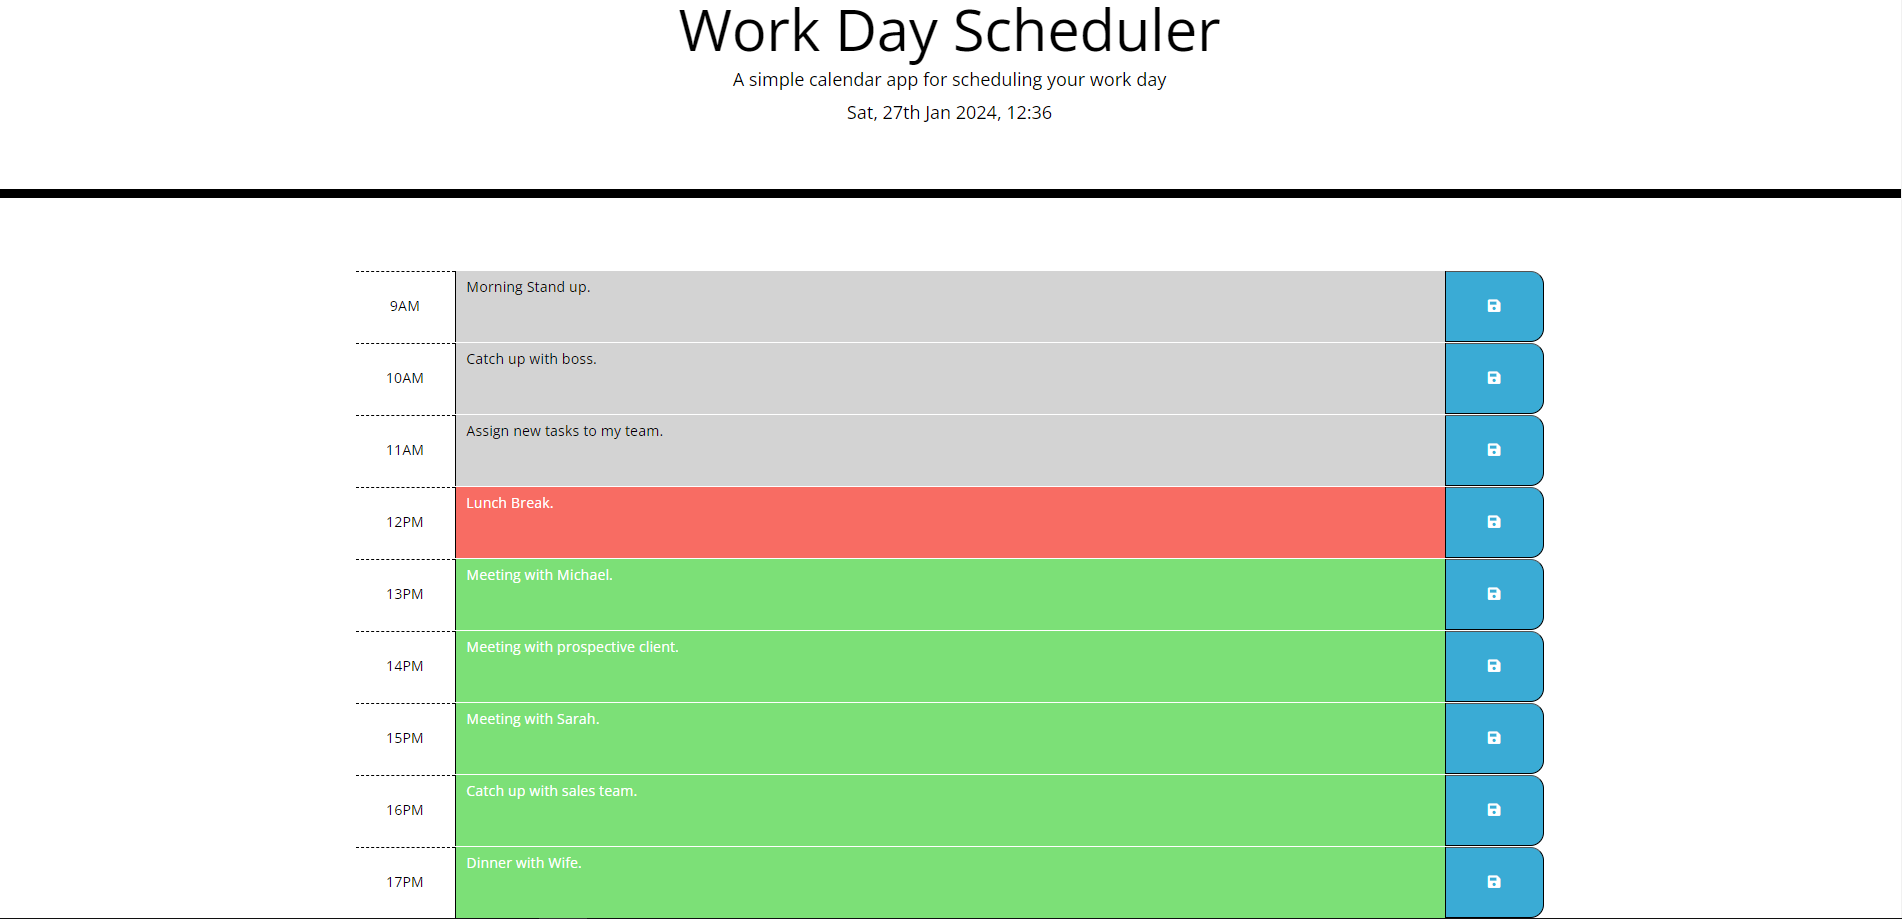 Work Day Scheduler
A simple calendar app for scheduling your work day
Sat, 27th Jan 2024, 12:36
9AM
Morning Stand up.
10AM
Catch up with boss.
11AM
Assign new tasks to my team.
12PM
Lunch Break.
13PM
Meeting with Michael.
14PM
Meeting with prospective client.
15PM
Meeting with Sarah.
16PM
Catch up with sales team.
17PM
Dinner with Wife.